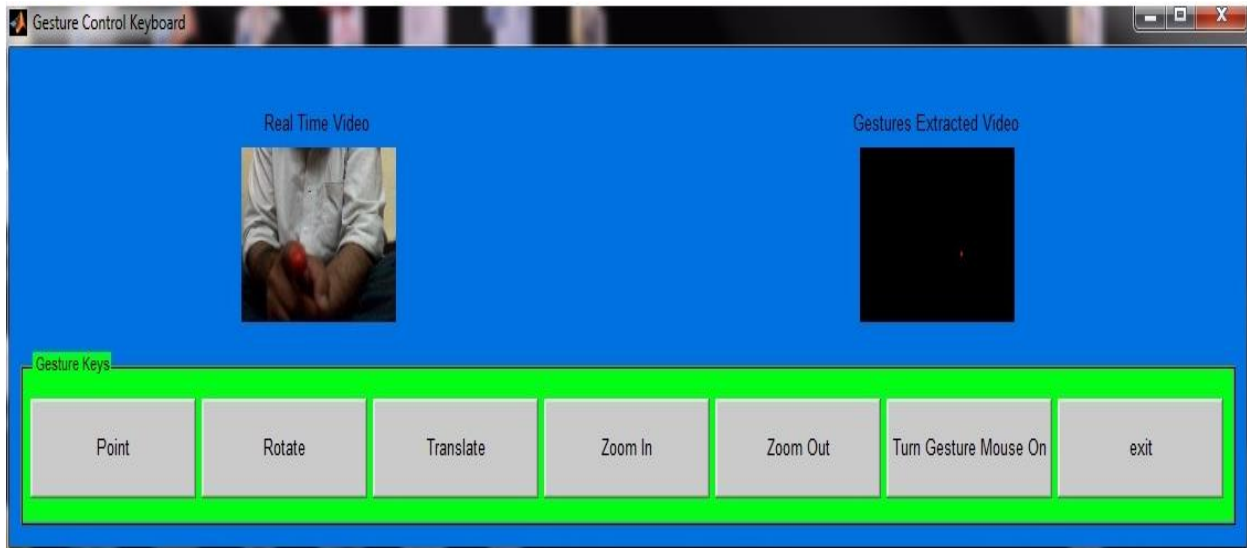 Gesture Control Keyboard
Real Time Video
Gestures Extracted Video
Gesture Keys
Point
Rotate
Translate
Zoom In
Zoom Out
Turn Gesture Mouse On
exit